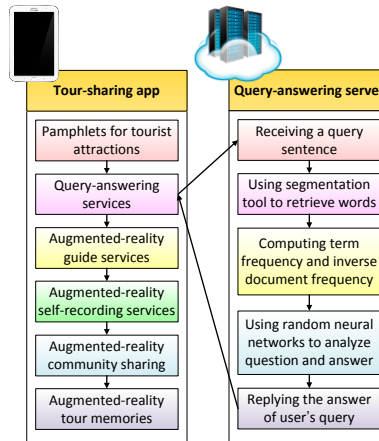 Tour-sharing app
Pamphlets for tourist
attractions
Query-answering
services
Augmented-reality
guide services
Augmented-reality
self-recording services
Augmented-reality
community sharing
Augmented-reality
tour memories
Query-answering serve
Receiving a query
sentence
Using segmentation
tool to retrieve words
Computing term
frequency and inverse
document frequency
Using random neural
networks to analyze
question and answer
Replying the answer
of user's query